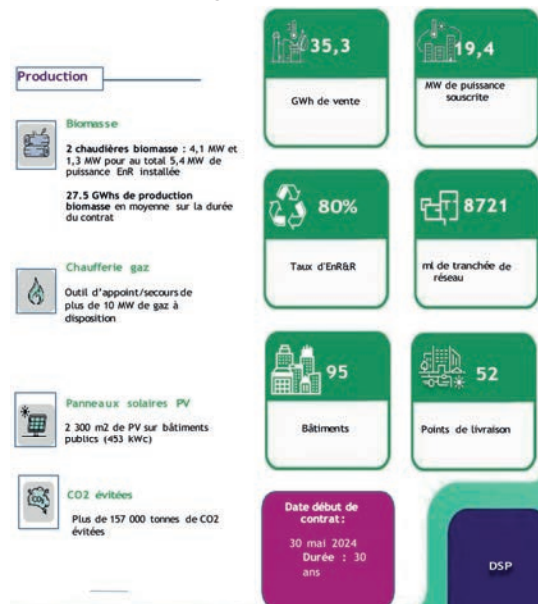 Production
Biomasse
2 chaudières biomasse : 4,1 MW et
1,3 MW pour au total 5,4 MW de
puissance EnR installée
27.5 GWhs de production
biomasse en moyenne sur la durée
du contrat
Chaufferie gaz
Outil d'appoint/secours de
plus de 10 MW de gaz à
disposition
Panneaux solaires PV
2 300 m2 de PV sur bâtiments
publics (453 kWc)
CO2 évitées
Plus de 157 000 tonnes de CO2
évitées
35,3
GWh de vente
19,4
MW de puissance
souscrite
80%
Taux d'EnR&R
8721
ml de tranchée de
réseau
95
Bâtiments
52
Points de livraison
Date début de
contrat:
30 mai 2024
Durée : 30
ans
DSP